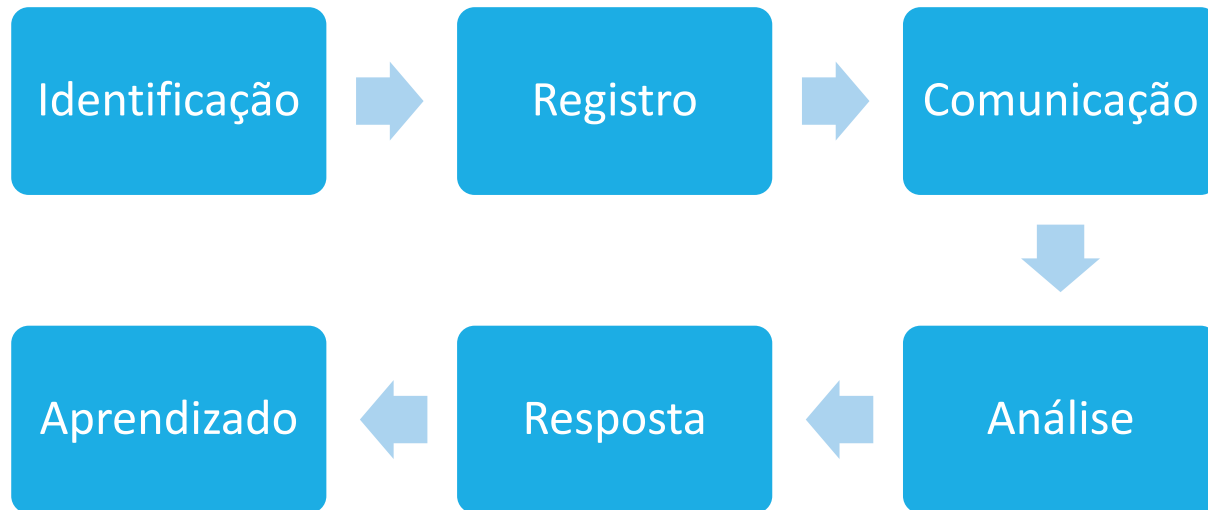 Identificação
Registro
Comunicação
Análise
Resposta
Aprendizado